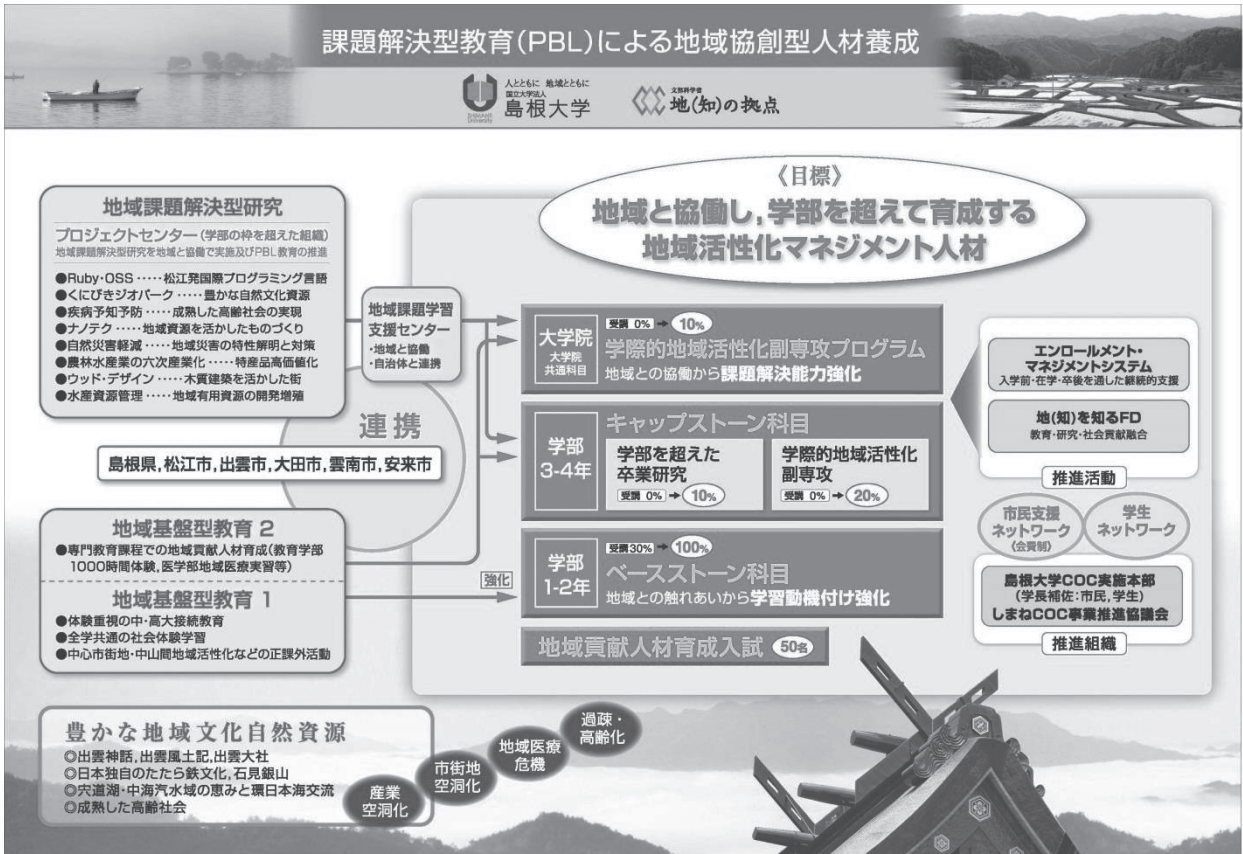 課題解決型教育(PBL)による地域協創型人材養成
人とともに 地域とともに
国立大学法人
島根大学
SHIMANE University
文部科学省
地(知)の拠点
地域課題解決型研究
プロジェクトセンター(学部の枠を超えた組織)
地域課題解決型研究を地域と協働で実施及びPBL教育の推進
●Ruby・OSS ・・・・・松江発国際プログラミング言語
●くにびきジオパーク ・・・・・豊かな自然文化資源
●疾病予知予防 ・・・・・成熟した高齢社会の実現
●ナノテク ・・・・・地域資源を活かしたものづくり
●自然災害軽減 ・・・・・地域災害の特性解明と対策
●農林水産業の六次産業化 ・・・・・特産品高価値化
●ウッド・デザイン ・・・・・木質建築を活かした街
●水産資源管理 ・・・・・地域有用資源の開発増殖
地域課題学習
支援センター
・地域と協働
・自治体と連携
連携
島根県,松江市,出雲市,大田市,雲南市,安来市
地域基盤型教育 2
●専門教育課程での地域貢献人材育成(教育学部
1000時間体験,医学部地域医療実習等)
地域基盤型教育 1
●体験重視の中・高大接続教育
●全学共通の社会体験学習
●中心市街地・中山間地域活性化などの正課外活動
強化
《目標》
地域と協働し,学部を超えて育成する
地域活性化マネジメント人材
大学院
大学院
共通科目
受講 0% → 10%
学際的地域活性化副専攻プログラム
地域との協働から課題解決能力強化
学部
3-4年
キャップストーン科目
学部を超えた
卒業研究
受講 0% → 10%
学際的地域活性化
副専攻
受講 0% → 20%
学部
1-2年
受講30% → 100%
ベースストーン科目
地域との触れあいから学習動機付け強化
地域貢献人材育成入試 50名
エンロールメント・
マネジメントシステム
入学前・在学・卒後を通した継続的支援
地(知)を知るFD
教育・研究・社会貢献融合
推進活動
市民支援
ネットワーク
(会費制)
学生
ネットワーク
島根大学COC実施本部
(学長補佐:市民,学生)
しまねCOC事業推進協議会
推進組織
豊かな地域文化自然資源
◎出雲神話,出雲風土記,出雲大社
◎日本独自のたたら鉄文化,石見銀山
◎宍道湖・中海汽水域の恵みと環日本海交流
◎成熟した高齢社会
産業
空洞化
市街地
空洞化
地域医療
危機
過疎・
高齢化